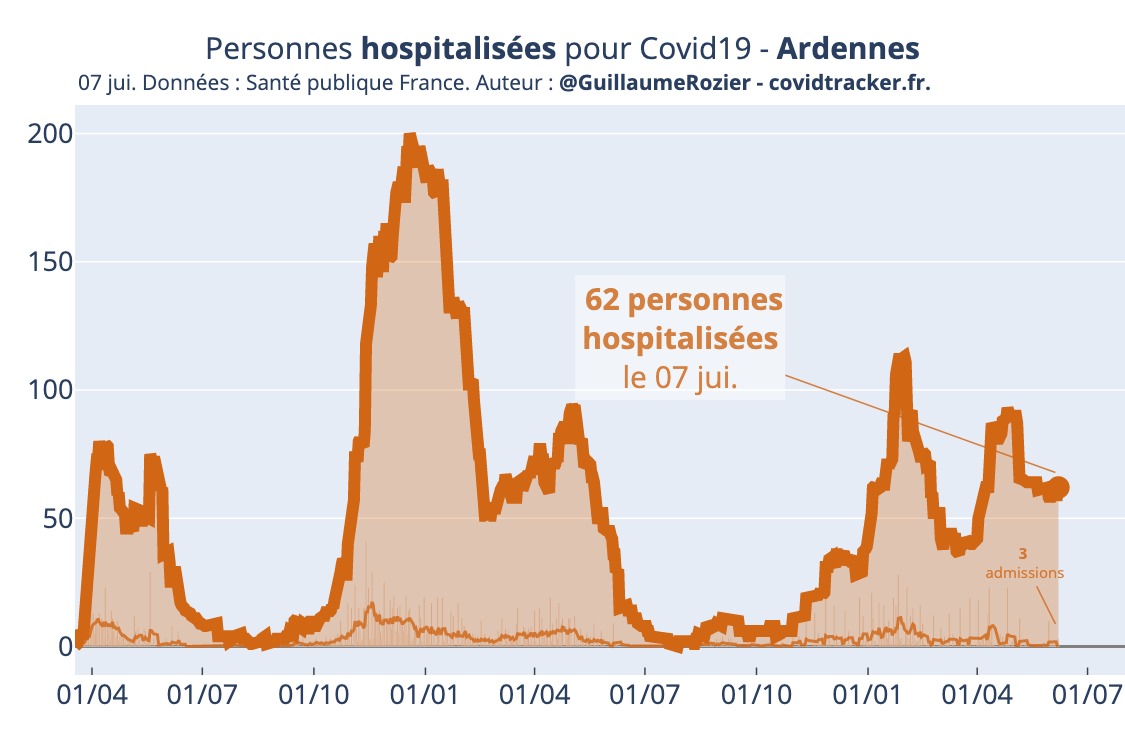 Personnes hospitalisées pour Covid19 - Ardennes
07 jui. Données : Santé publique France. Auteur : @GuillaumeRozier - covidtracker.fr.
200
150
100
50
0
62 personnes
hospitalisées
le 07 jui.
3
admissions
01/04 01/07 01/10 01/01 01/04 01/07 01/10 01/01 01/04 01/07